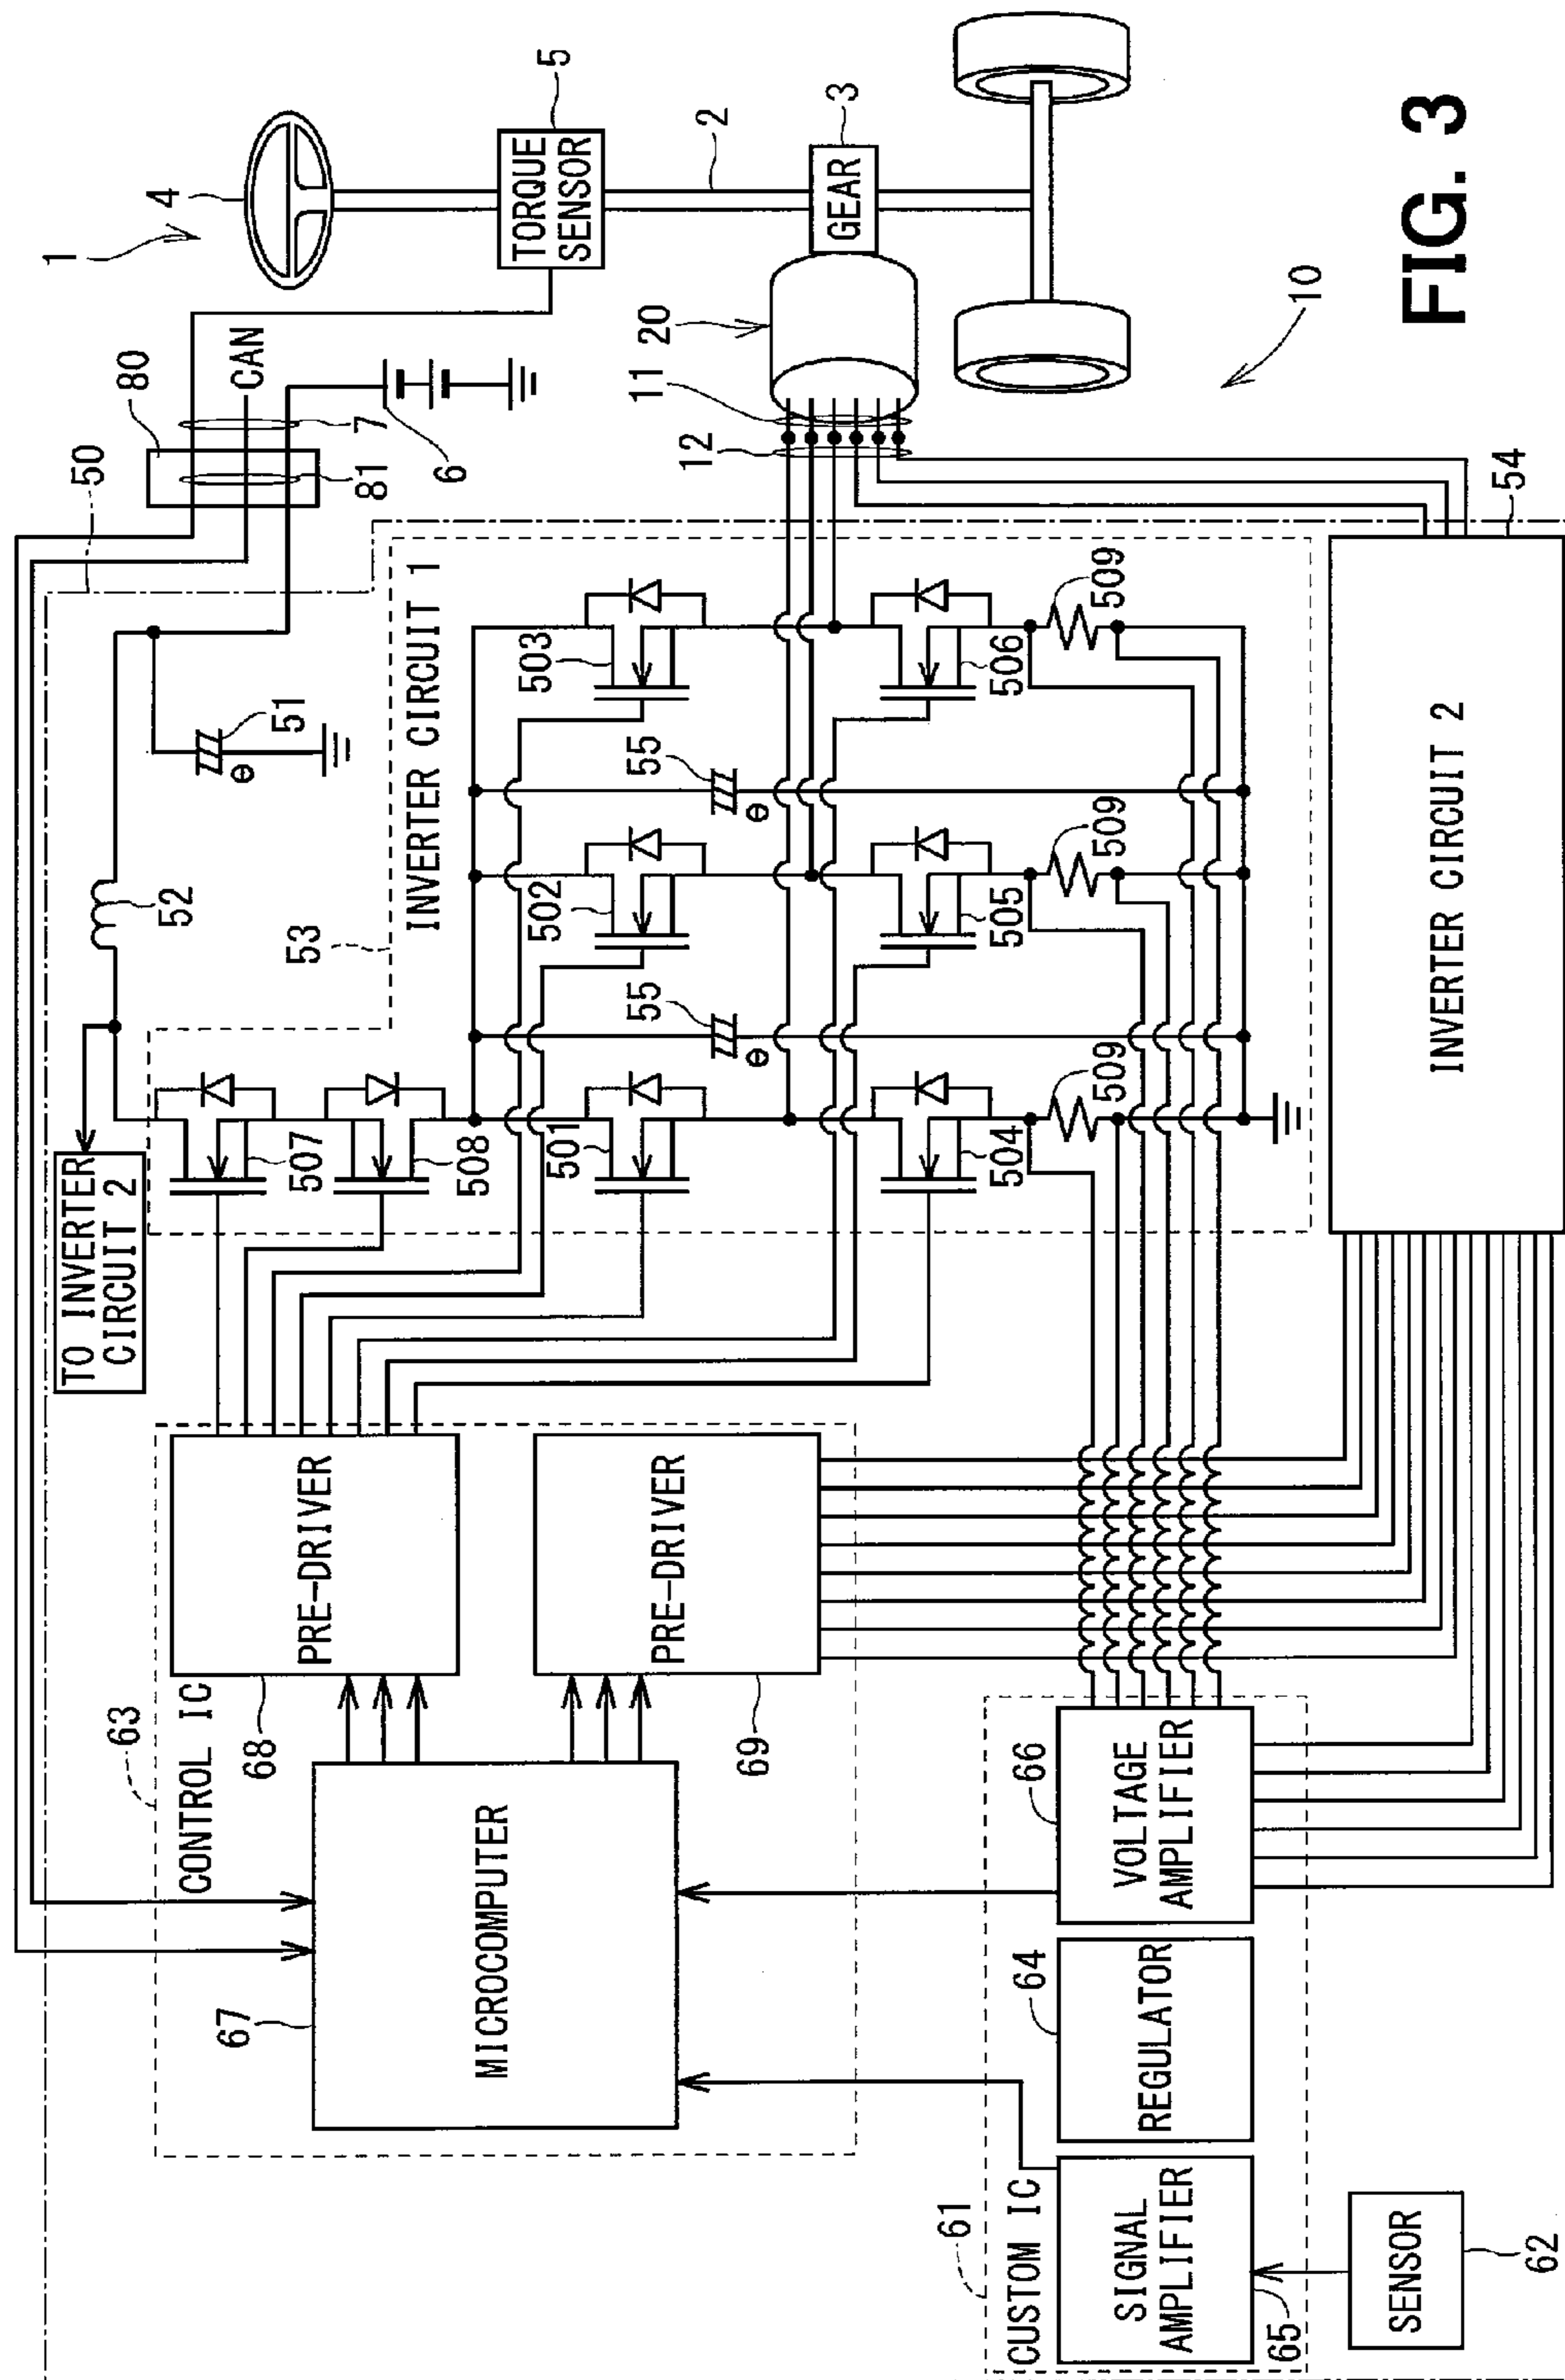 FIG. 3
1
4
5
TORQUE
SENSOR
2
3
GEAR
20
11
12
10
80
CAN
7
81
6
50
51
⊖
52
TO INVERTER
CIRCUIT 2
53
INVERTER CIRCUIT 1
507
508
501
502
503
55
⊖
55
⊖
504
505
506
509
509
509
54
INVERTER CIRCUIT 2
63
CONTROL IC
68
PRE-DRIVER
69
PRE-DRIVER
67
MICROCOMPUTER
61
CUSTOM IC
66
VOLTAGE
AMPLIFIER
64
REGULATOR
SIGNAL
AMPLIFIER
65
SENSOR
62